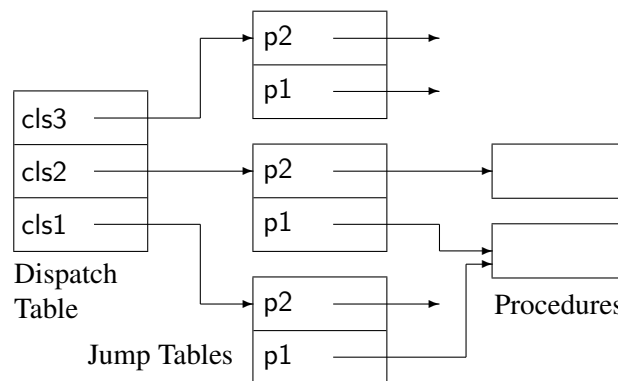 p2
p1
cls3
cls2
cls1
p2
p1
Dispatch
Table
p2
p1
Jump Tables
Procedures